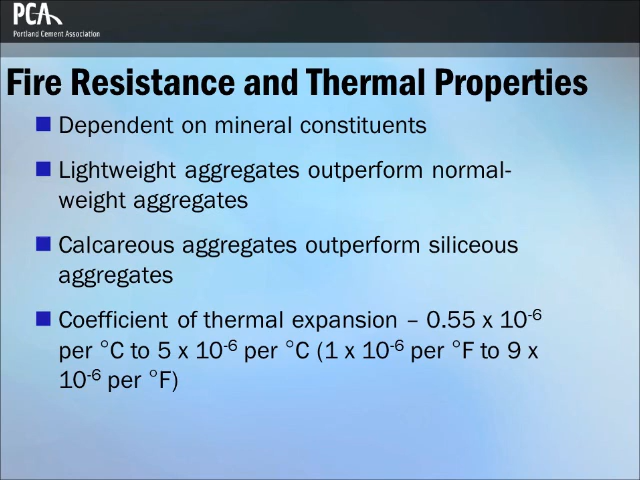 PCA
Portland Cement Association
Fire Resistance and Thermal Properties
■ Dependent on mineral constituents
■ Lightweight aggregates outperform normal-
weight aggregates
■ Calcareous aggregates outperform siliceous
aggregates
■ Coefficient of thermal expansion – 0.55 x 10⁻⁶
per °C to 5 x 10⁻⁶ per °C (1 x 10⁻⁶ per °F to 9 x
10⁻⁶ per °F)